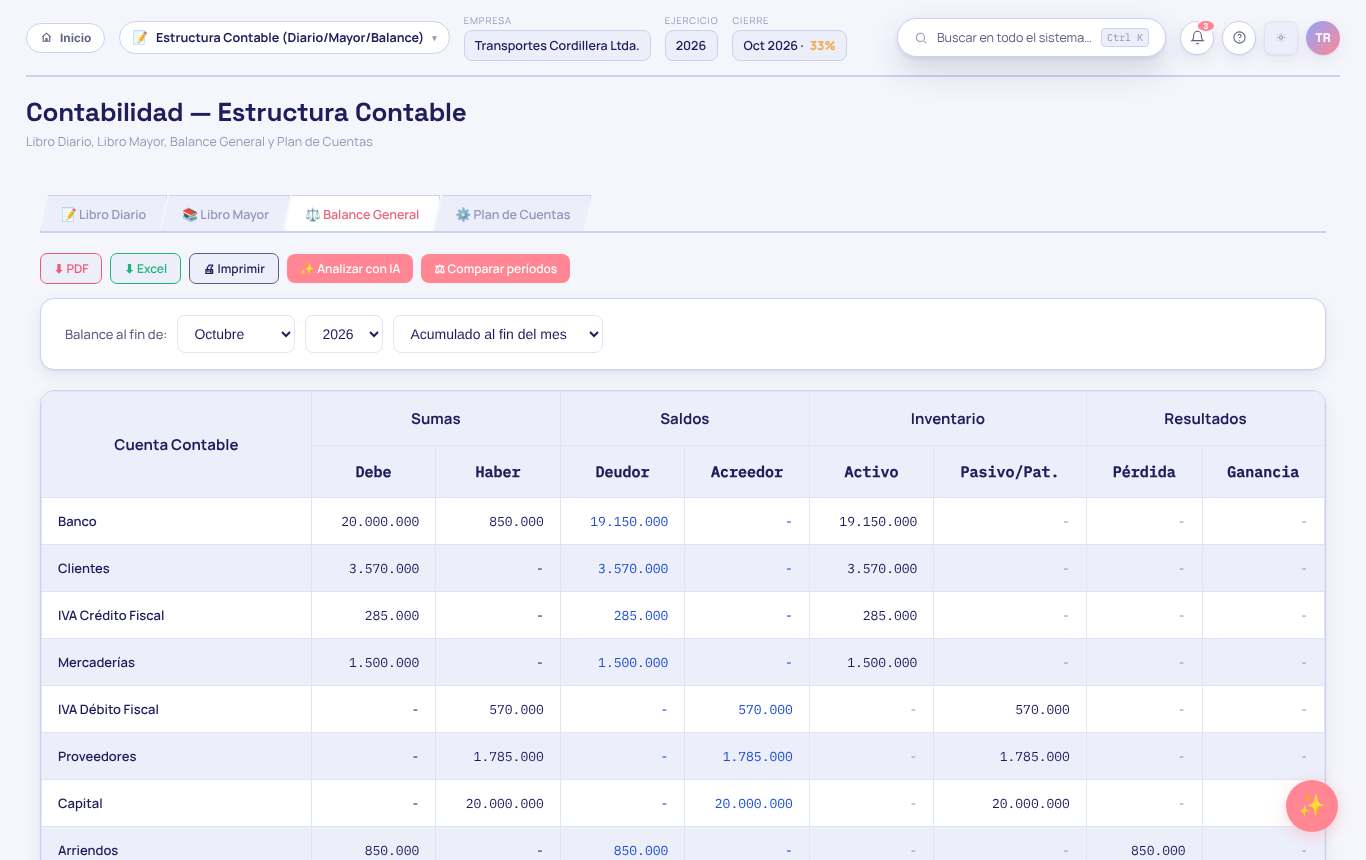 Inicio
📝 Estructura Contable (Diario/Mayor/Balance) ▾
EMPRESA
Transportes Cordillera Ltda.
EJERCICIO
2026
CIERRE
Oct 2026 · 33%
Buscar en todo el sistema... Ctrl K
3
TR
Contabilidad — Estructura Contable
Libro Diario, Libro Mayor, Balance General y Plan de Cuentas
📝 Libro Diario
📚 Libro Mayor
⚖️ Balance General
⚙️ Plan de Cuentas
⬇ PDF
⬇ Excel
🖨 Imprimir
✨ Analizar con IA
⚖ Comparar períodos
Balance al fin de: Octubre 2026 Acumulado al fin del mes
Cuenta Contable Sumas Saldos Inventario Resultados
Debe Haber Deudor Acreedor Activo Pasivo/Pat. Pérdida Ganancia
Banco 20.000.000 850.000 19.150.000 - 19.150.000 - - -
Clientes 3.570.000 - 3.570.000 - 3.570.000 - - -
IVA Crédito Fiscal 285.000 - 285.000 - 285.000 - - -
Mercaderías 1.500.000 - 1.500.000 - 1.500.000 - - -
IVA Débito Fiscal - 570.000 - 570.000 - 570.000 - -
Proveedores - 1.785.000 - 1.785.000 - 1.785.000 - -
Capital - 20.000.000 - 20.000.000 - 20.000.000 -
Arriendos 850.000 - 850.000 - - - 850.000 -